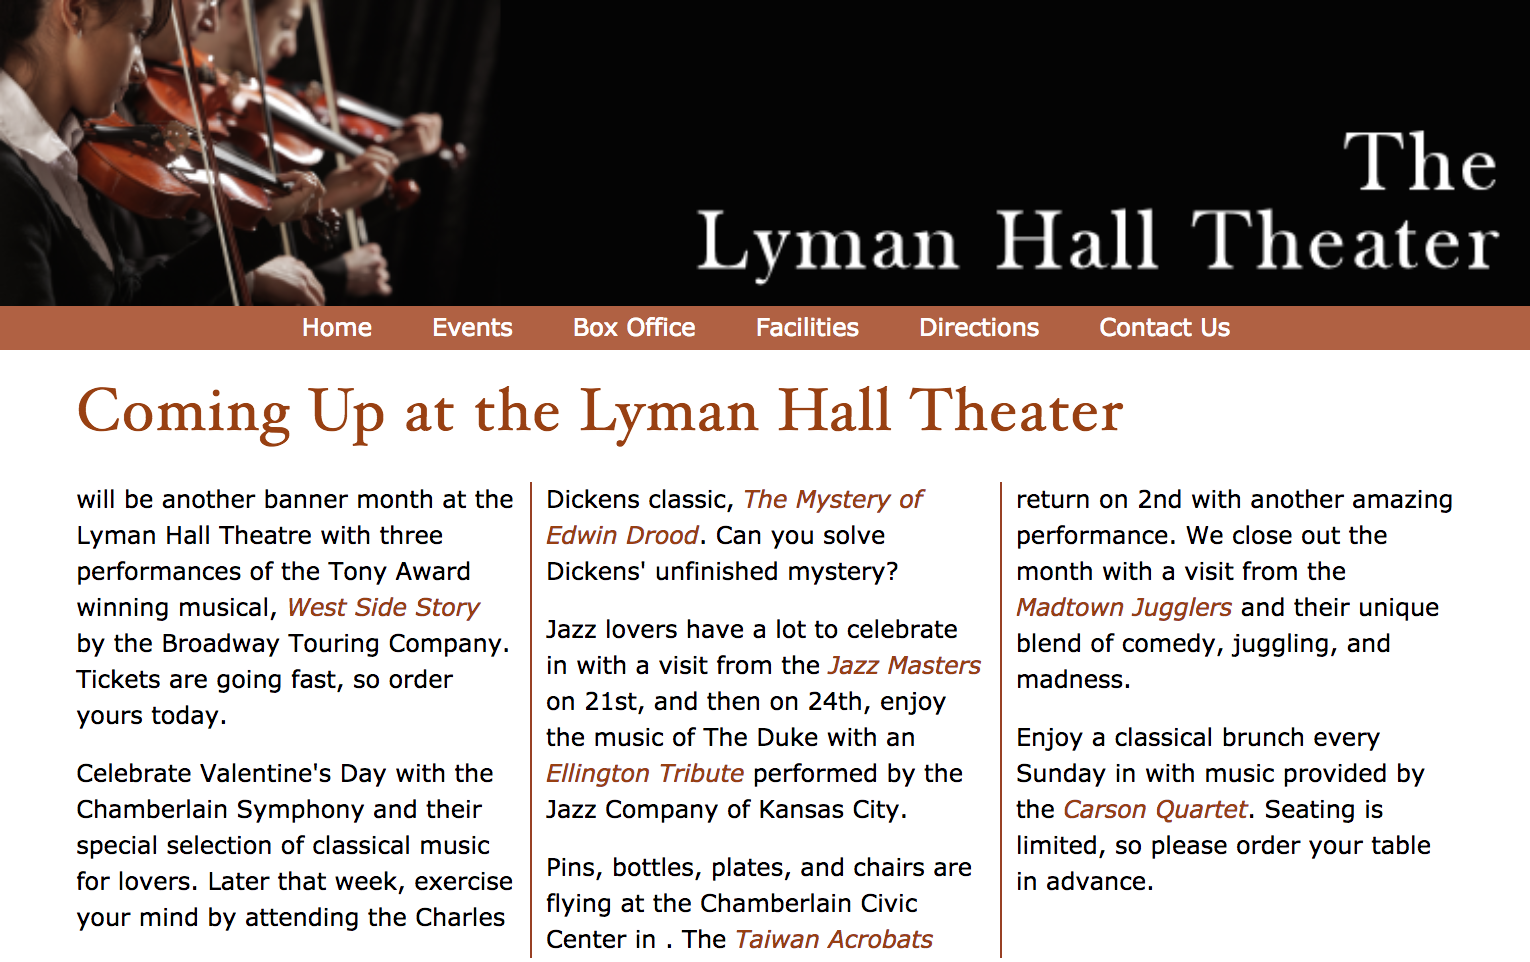 The
Lyman Hall Theater
Home Events Box Office Facilities Directions Contact Us
Coming Up at the Lyman Hall Theater
will be another banner month at the
Lyman Hall Theatre with three
performances of the Tony Award
winning musical, West Side Story
by the Broadway Touring Company.
Tickets are going fast, so order
yours today.
Celebrate Valentine's Day with the
Chamberlain Symphony and their
special selection of classical music
for lovers. Later that week, exercise
your mind by attending the Charles
Dickens classic, The Mystery of
Edwin Drood. Can you solve
Dickens' unfinished mystery?
Jazz lovers have a lot to celebrate
in with a visit from the Jazz Masters
on 21st, and then on 24th, enjoy
the music of The Duke with an
Ellington Tribute performed by the
Jazz Company of Kansas City.
Pins, bottles, plates, and chairs are
flying at the Chamberlain Civic
Center in . The Taiwan Acrobats
return on 2nd with another amazing
performance. We close out the
month with a visit from the
Madtown Jugglers and their unique
blend of comedy, juggling, and
madness.
Enjoy a classical brunch every
Sunday in with music provided by
the Carson Quartet. Seating is
limited, so please order your table
in advance.